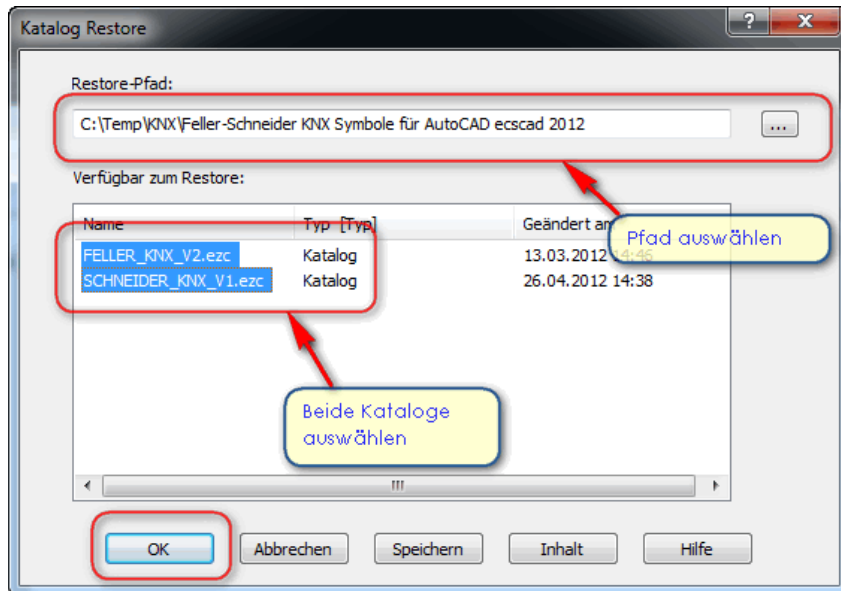 Katalog Restore
Restore-Pfad:
C:\Temp\KNX\Feller-Schneider KNX Symbole für AutoCAD ecscad 2012
...
Verfügbar zum Restore:
Name Typ [Typ] Geändert am
FELLER_KNX_V2.ezc Katalog 13.03.2012 14:46
SCHNEIDER_KNX_V1.ezc Katalog 26.04.2012 14:38
Pfad auswählen
Beide Kataloge
auswählen
OK Abbrechen Speichern Inhalt Hilfe